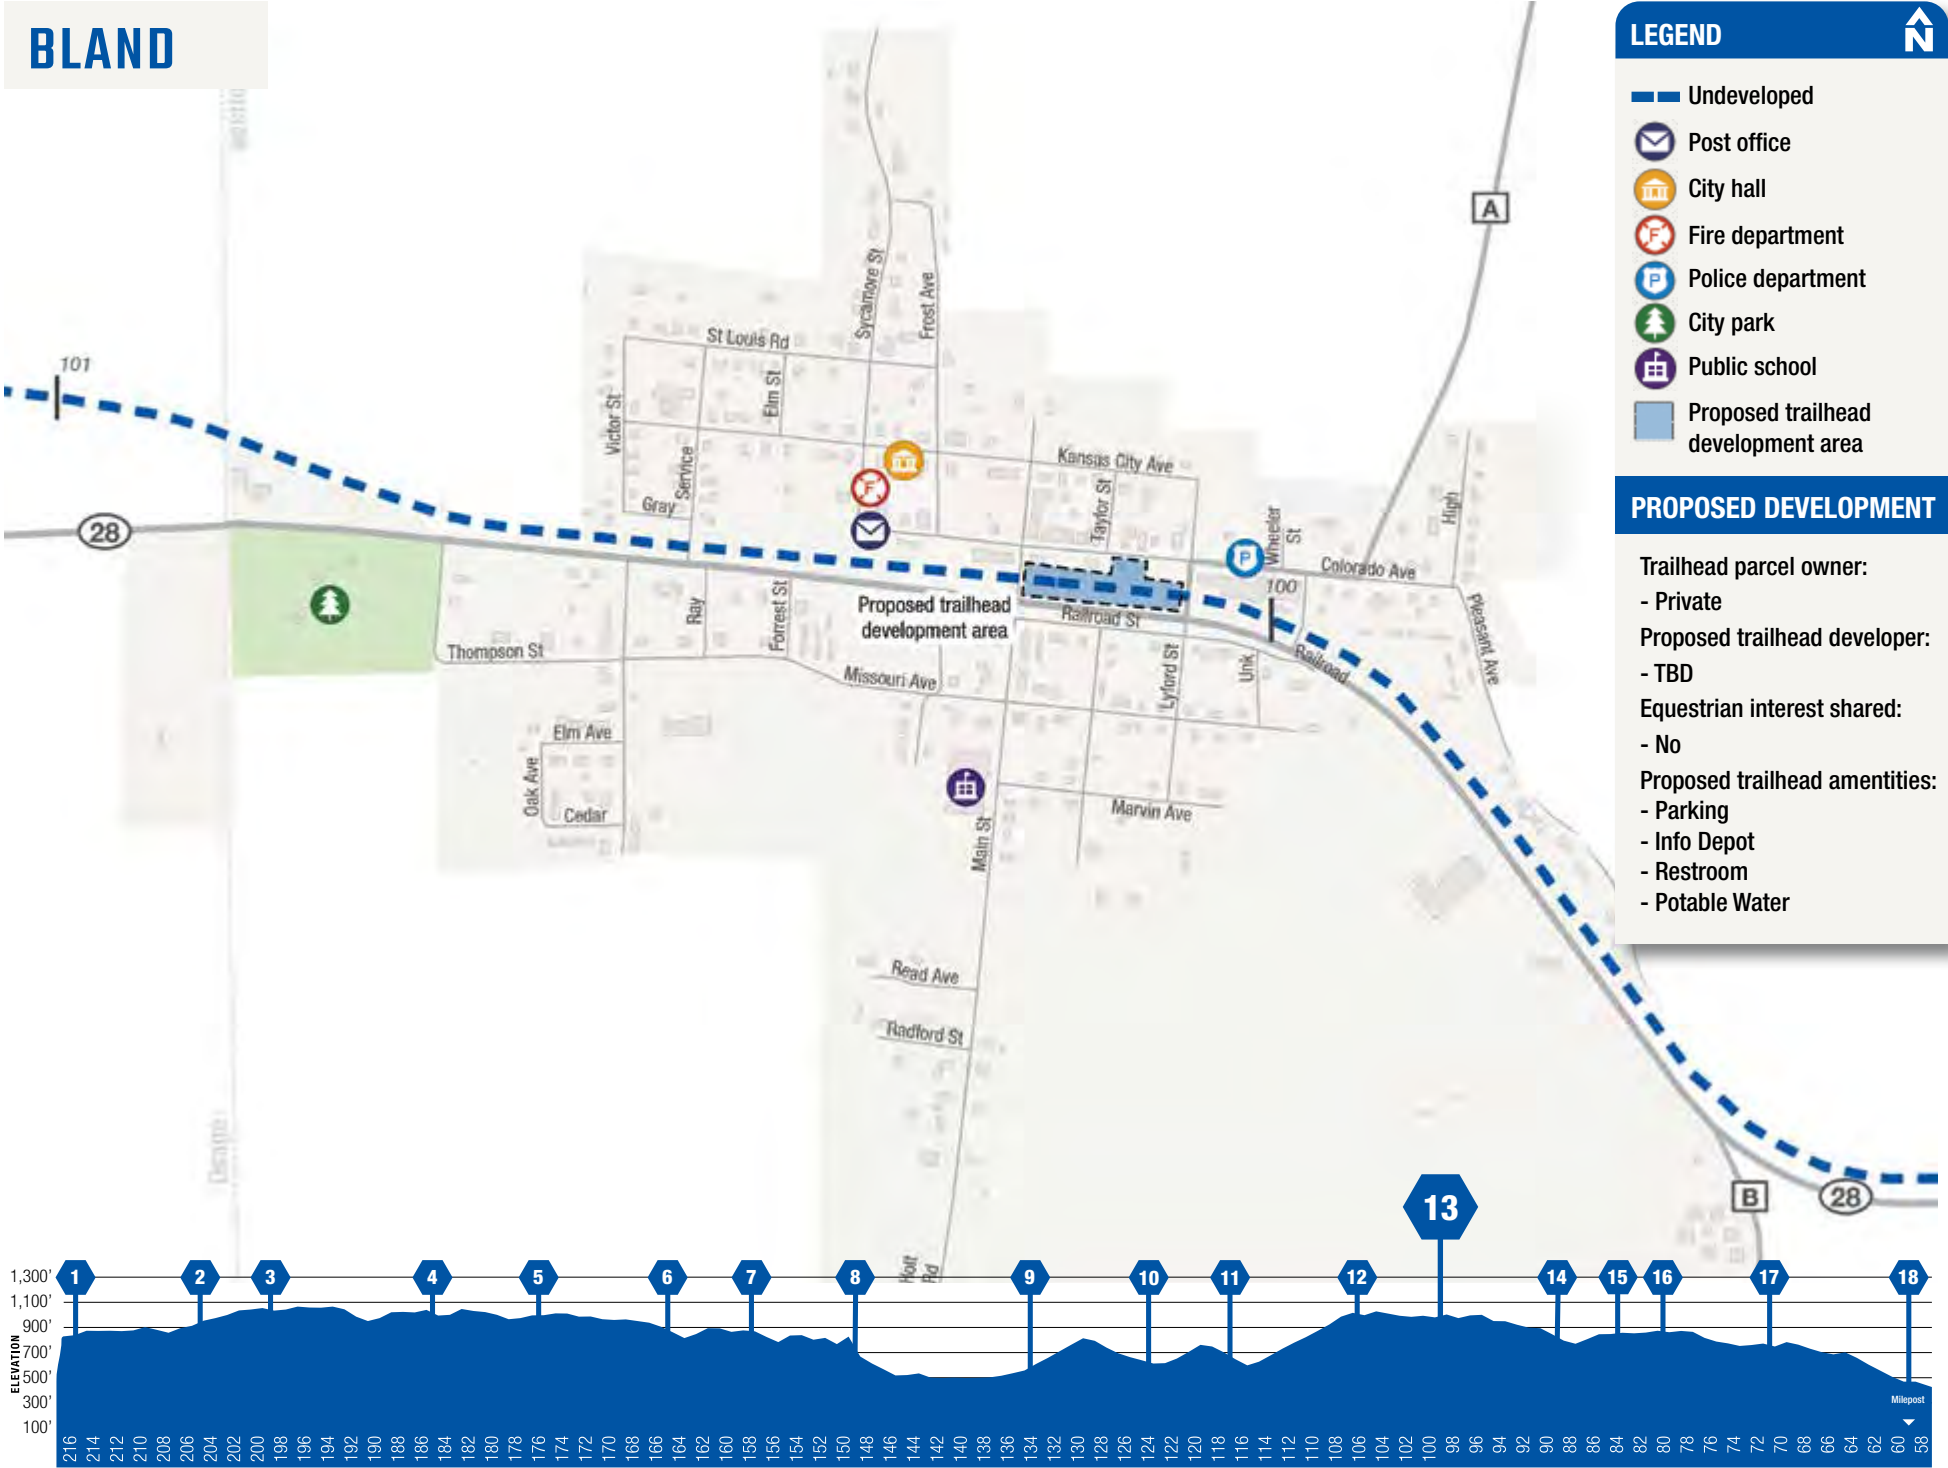 BLAND
LEGEND
N
Undeveloped
Post office
City hall
F
Fire department
P
Police department
City park
Public school
Proposed trailhead
development area
PROPOSED DEVELOPMENT
Trailhead parcel owner:
- Private
Proposed trailhead developer:
- TBD
Equestrian interest shared:
- No
Proposed trailhead amentities:
- Parking
- Info Depot
- Restroom
- Potable Water
A
101
28
Sycamore St
Frost Ave
St Louis Rd
Elm St
Victor St
Service
Gray
Kansas City Ave
Taylor St
F
Wheeler
St
High
P
100
Colorado Ave
Pleasant Ave
Proposed trailhead
development area
Railroad St
Railroad
Ray
Forrest St
Thompson St
Missouri Ave
Lyford St
Unk
Elm Ave
Oak Ave
Cedar
Marvin Ave
Main St
Read Ave
Radford St
Holt
Rd
B
28
13
1 2 3 4 5 6 7 8 9 10 11 12 14 15 16 17 18
ELEVATION
1,300'
1,100'
900'
700'
500'
300'
100'
Milepost
216 214 212 210 208 206 204 202 200 198 196 194 192 190 188 186 184 182 180 178 176 174 172 170 168 166 164 162 160 158 156 154 152 150 148 146 144 142 140 138 136 134 132 130 128 126 124 122 120 118 116 114 112 110 108 106 104 102 100 98 96 94 92 90 88 86 84 82 80 78 76 74 72 70 68 66 64 62 60 58